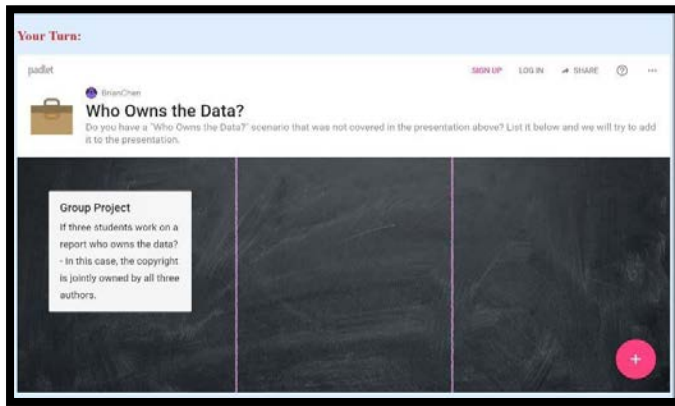 Your Turn:
padlet
SIGN UP LOG IN SHARE ? ...
BrianChen
Who Owns the Data?
Do you have a "Who Owns the Data?" scenario that was not covered in the presentation above? List it below and we will try to add
it to the presentation.
Group Project
If three students work on a
report who owns the data?
- In this case, the copyright
is jointly owned by all three
authors.
+